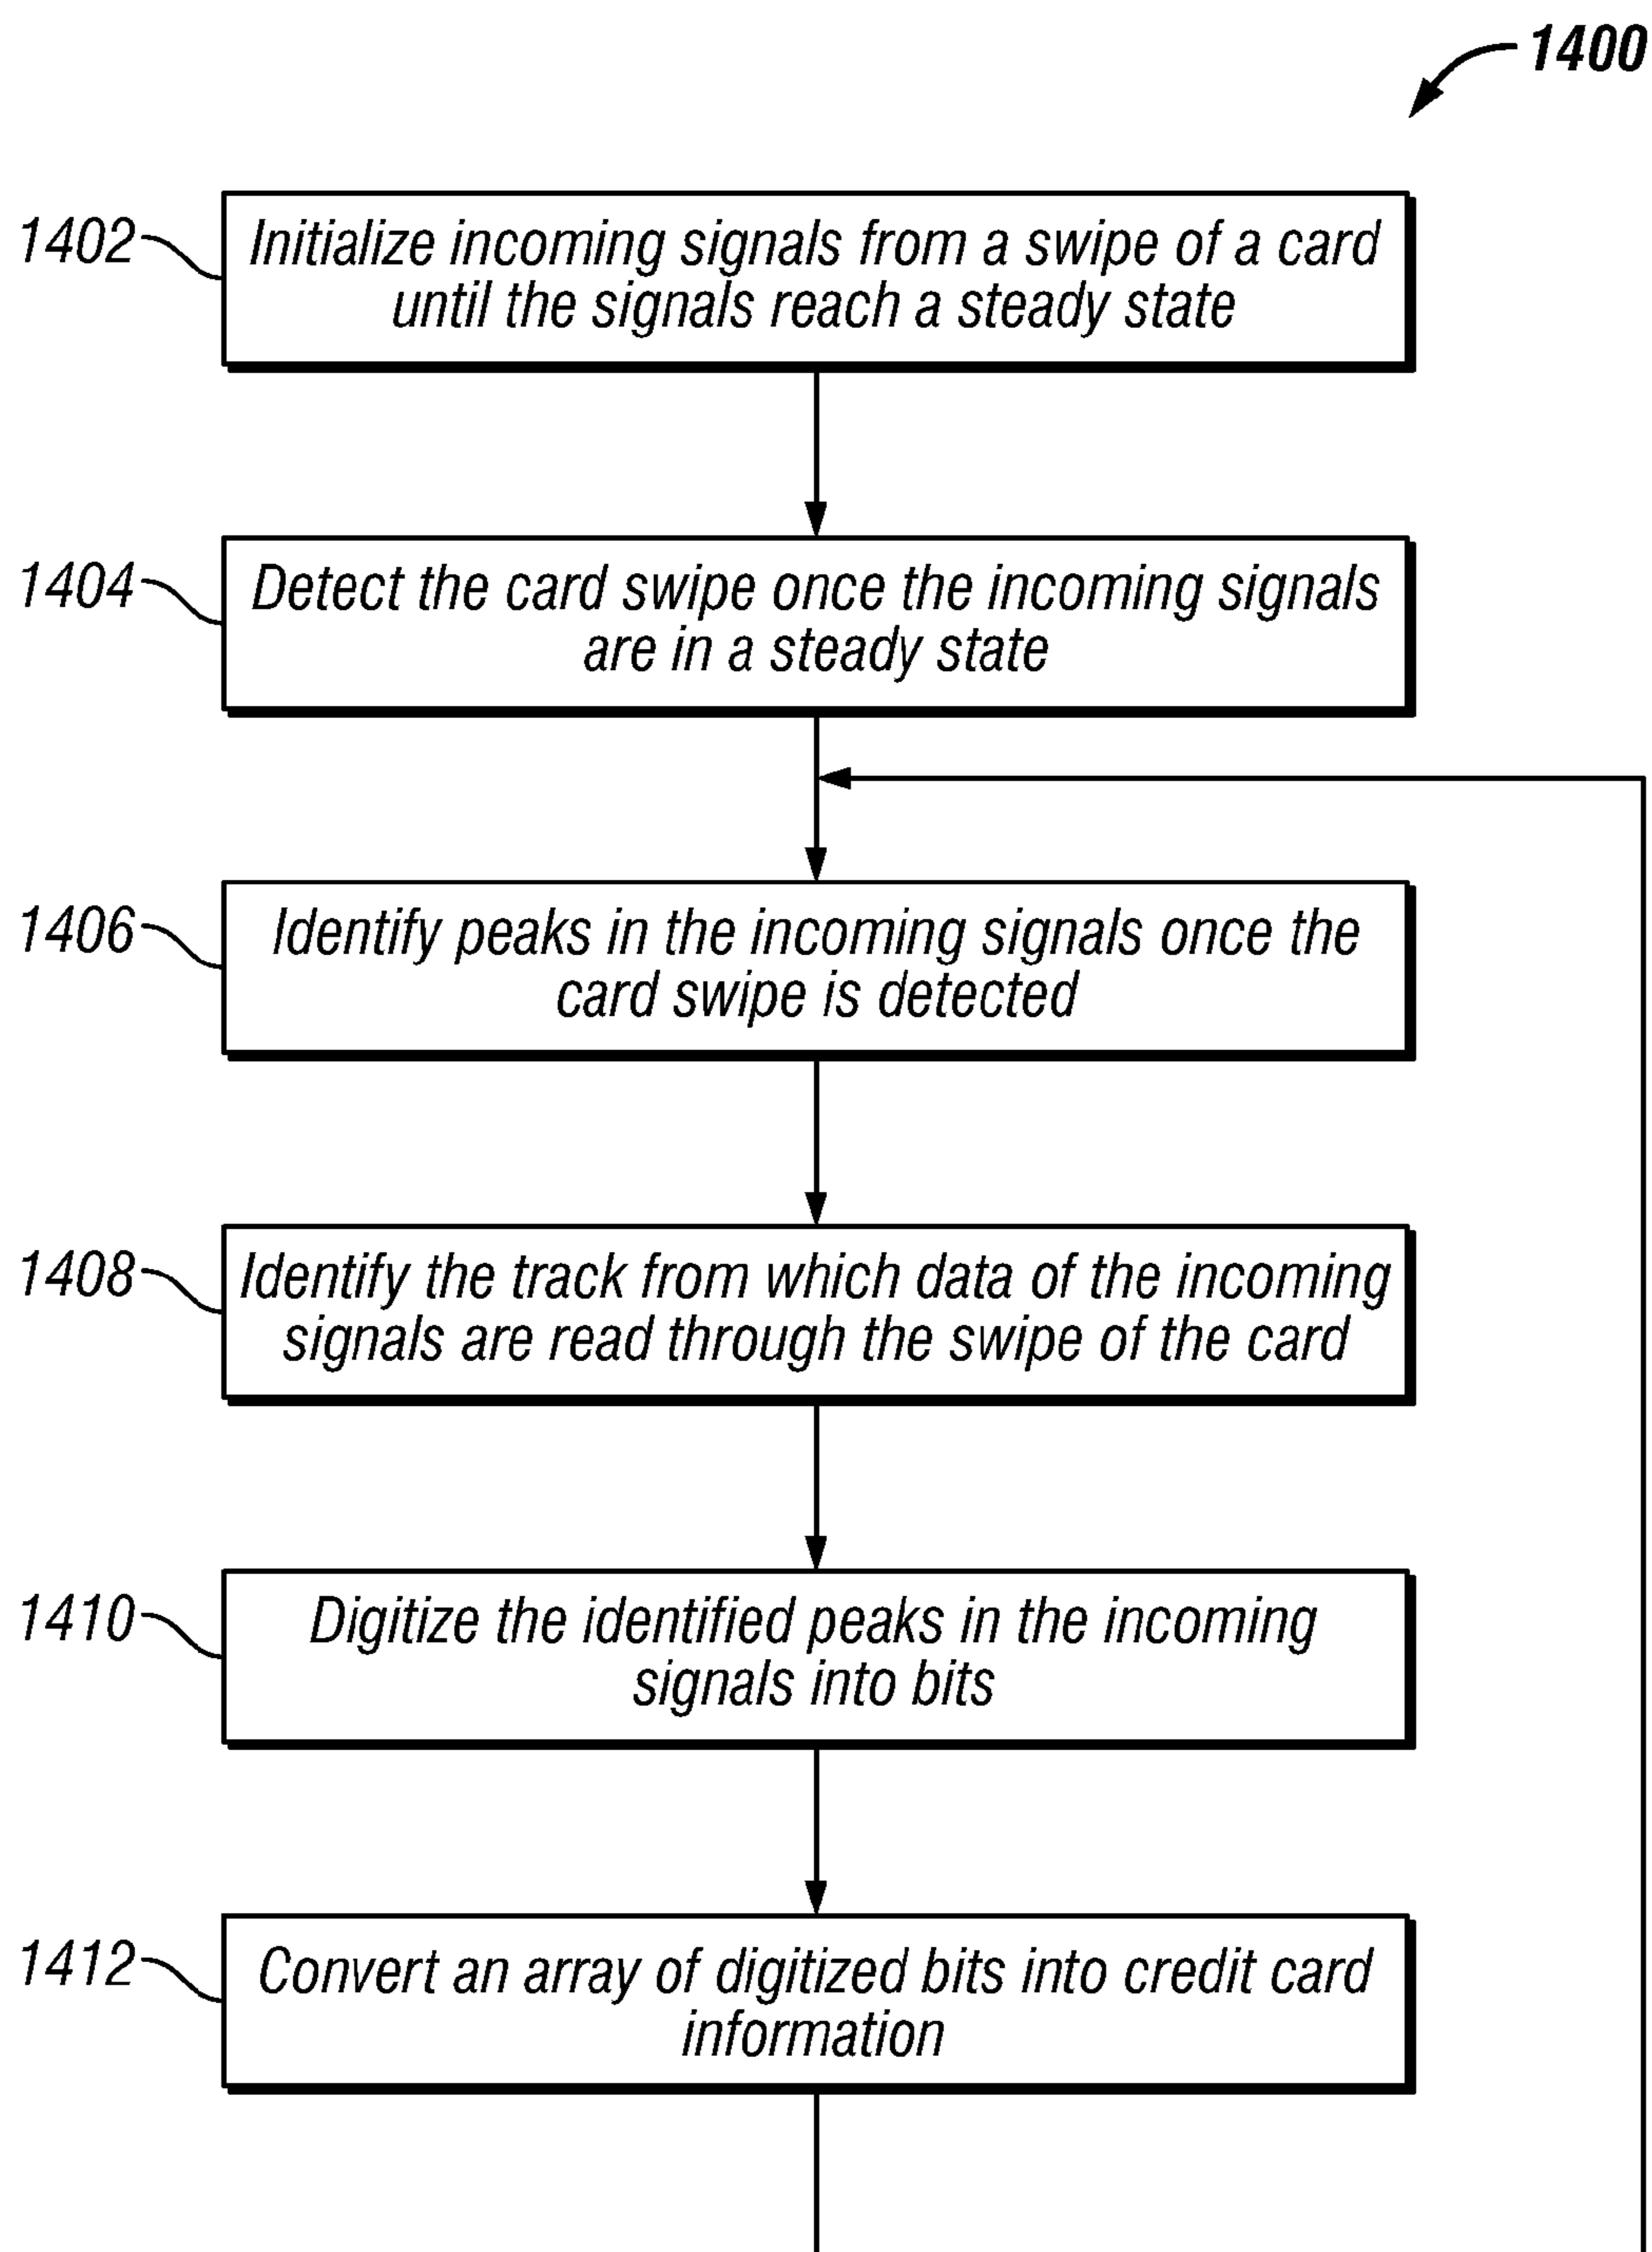 1400
1402
Initialize incoming signals from a swipe of a card
until the signals reach a steady state
1404
Detect the card swipe once the incoming signals
are in a steady state
1406
Identify peaks in the incoming signals once the
card swipe is detected
1408
Identify the track from which data of the incoming
signals are read through the swipe of the card
1410
Digitize the identified peaks in the incoming
signals into bits
1412
Convert an array of digitized bits into credit card
information